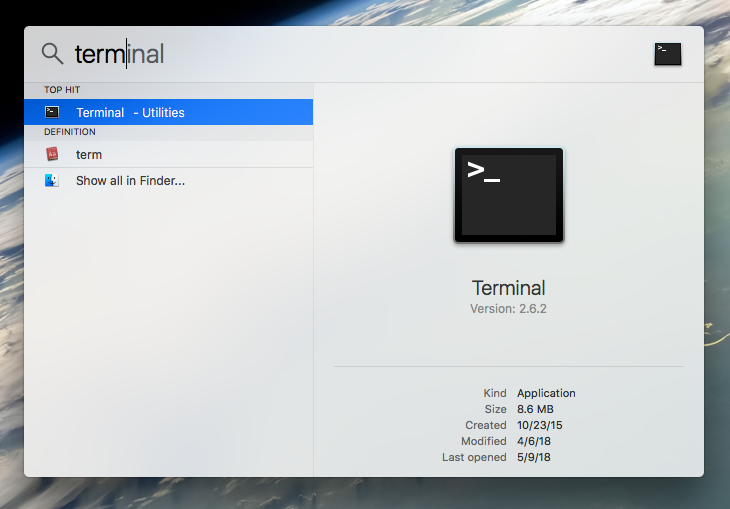 terminal
TOP HIT
Terminal - Utilities
DEFINITION
term
Show all in Finder...
>_
Terminal
Version: 2.6.2
Kind Application
Size 8.6 MB
Created 10/23/15
Modified 4/6/18
Last opened 5/9/18